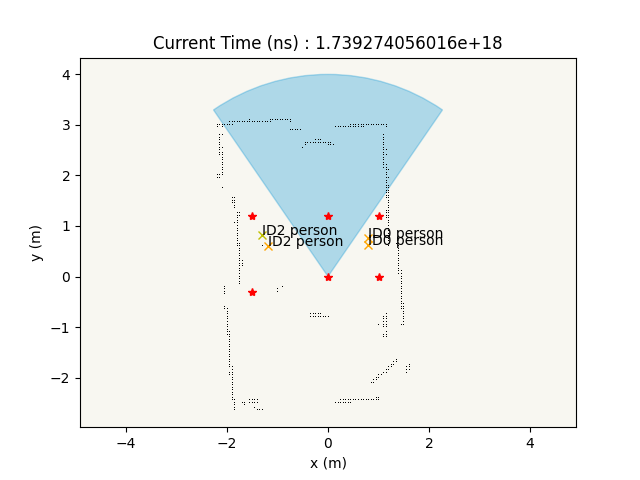 Current Time (ns) : 1.739274056016e+18
4
3
2
1
0
−1
−2
y (m)
ID2 person
ID2 person
ID0 person
ID0 person
−4
−2
0
2
4
x (m)